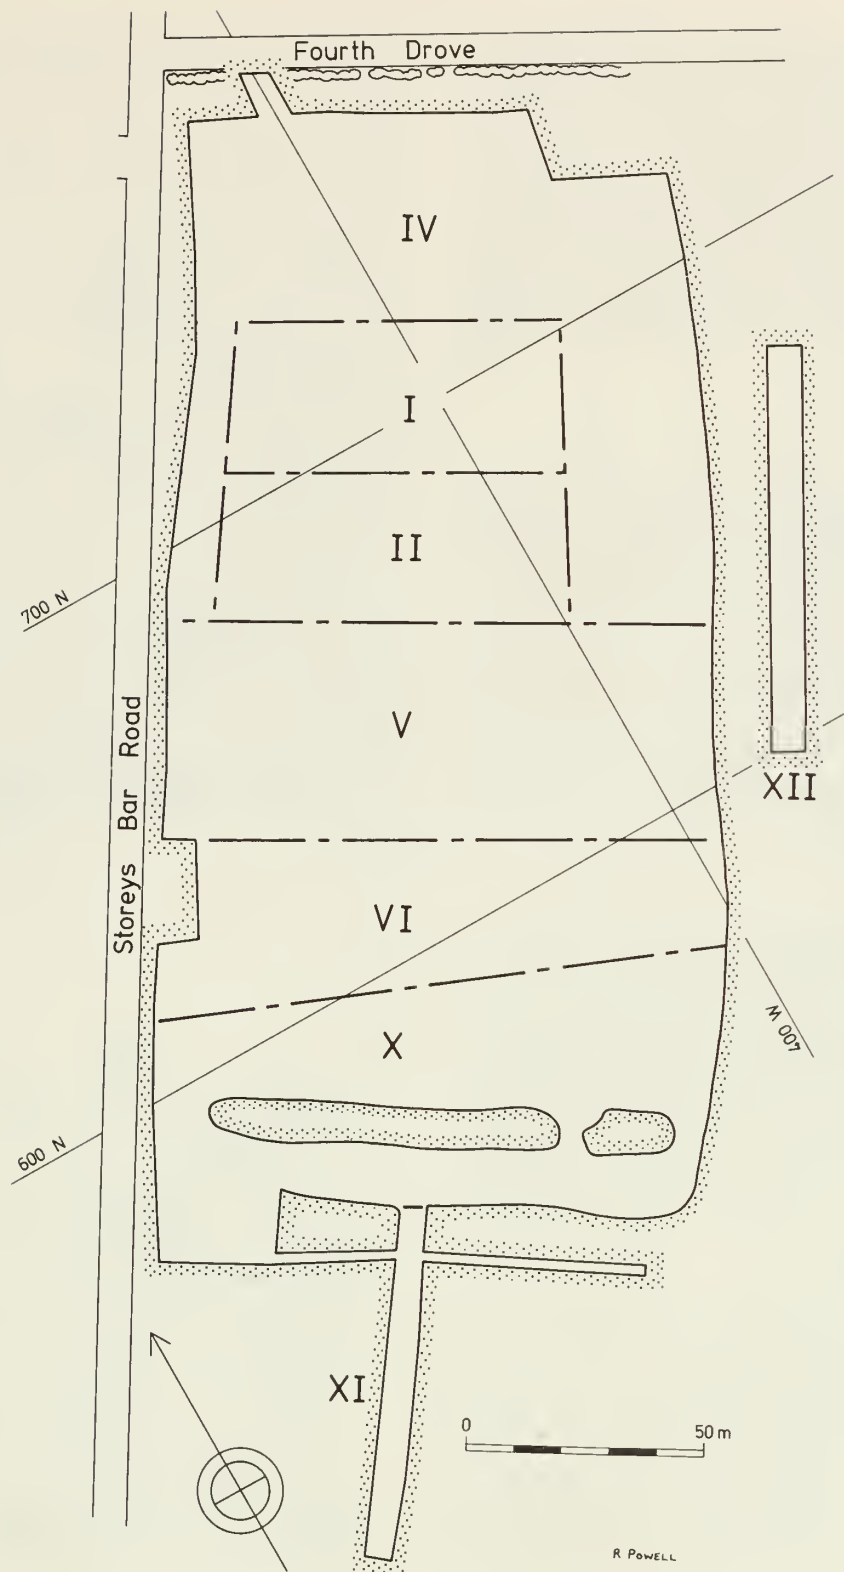 Fourth Drove
IV
I
II
700 N
V
Storeys Bar Road
XII
VI
400 W
X
600 N
XI
0 50 m
R POWELL